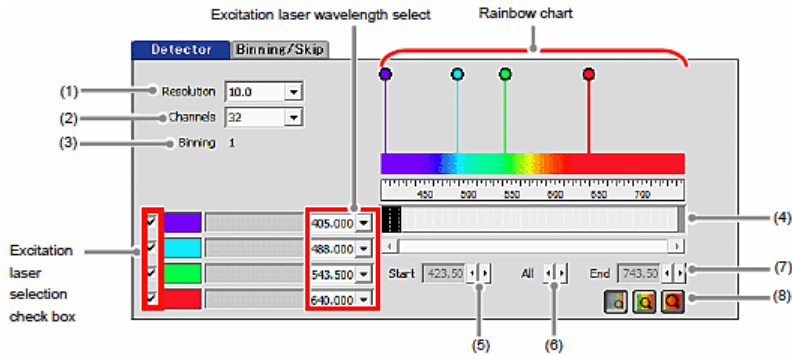 Excitation laser wavelength select
Rainbow chart
Detector
Binning/Skip
(1)
Resolution 10.0
(2)
Channels 32
(3)
Binning 1
450 500 550 600 650 700
405.000
(4)
488.000
543.500
640.000
Excitation
laser
selection
check box
Start 423.50
All
End 743.50
(7)
(8)
(5)
(6)